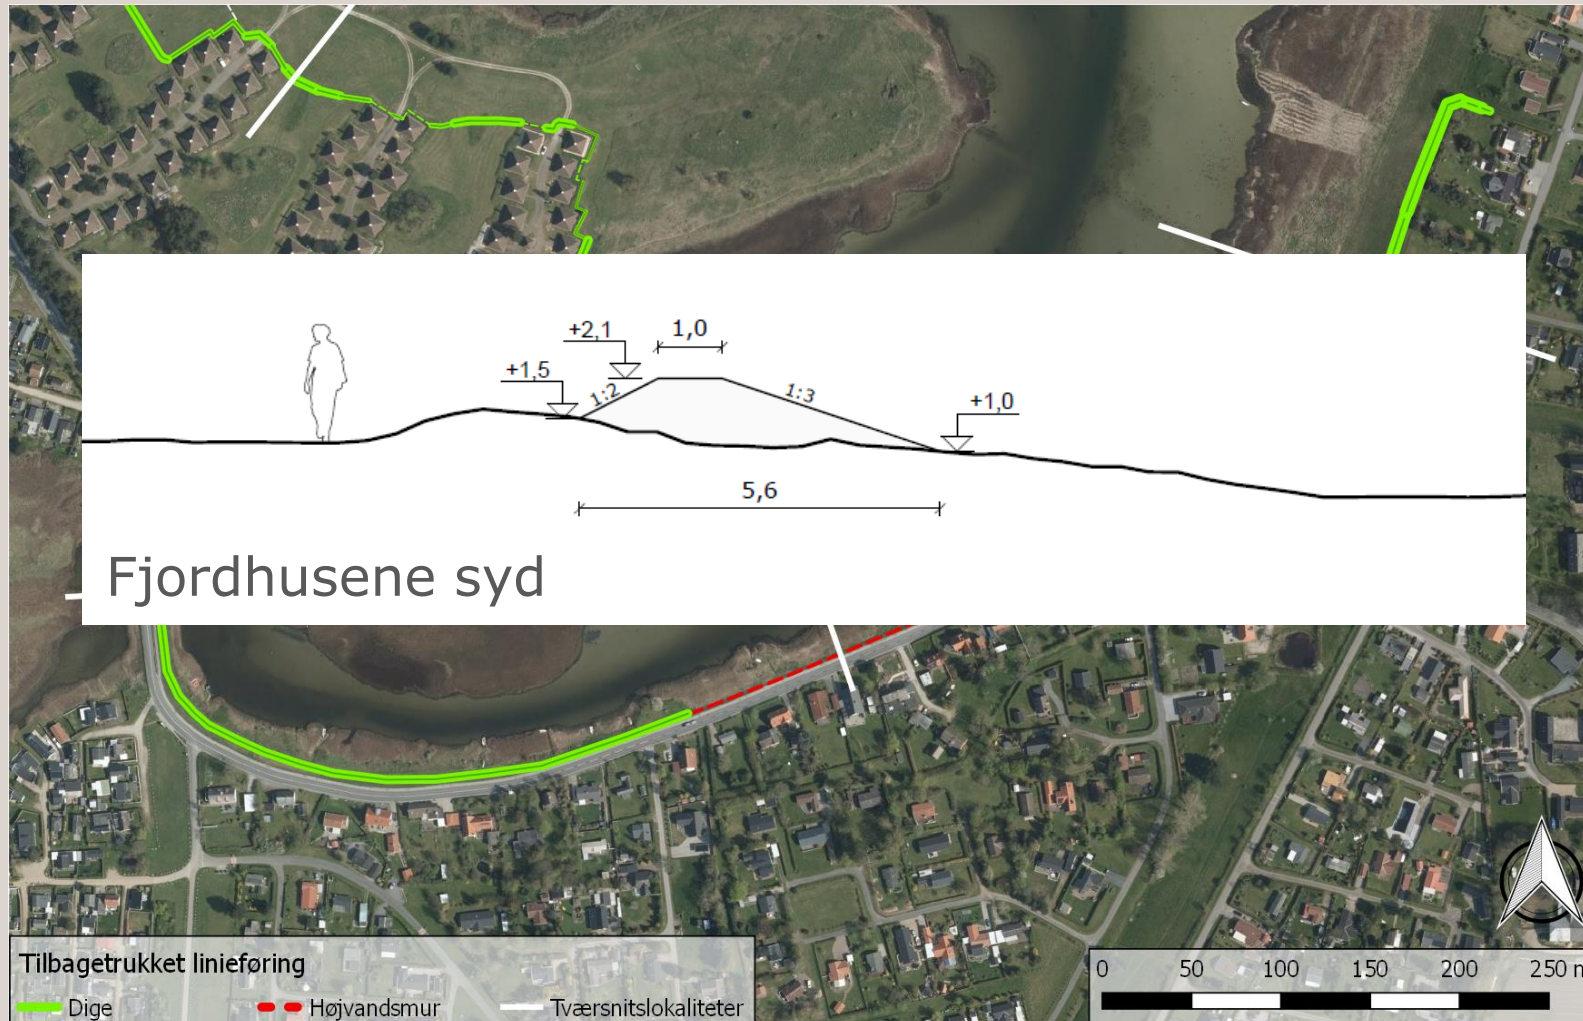 +2,1
1,0
+1,5
1:2
1:3
+1,0
5,6
Fjordhusene syd
Tilbagetrukket linieføring
Dige
Højvandsmur
Tværsnitslokaliteter
0 50 100 150 200 250 m